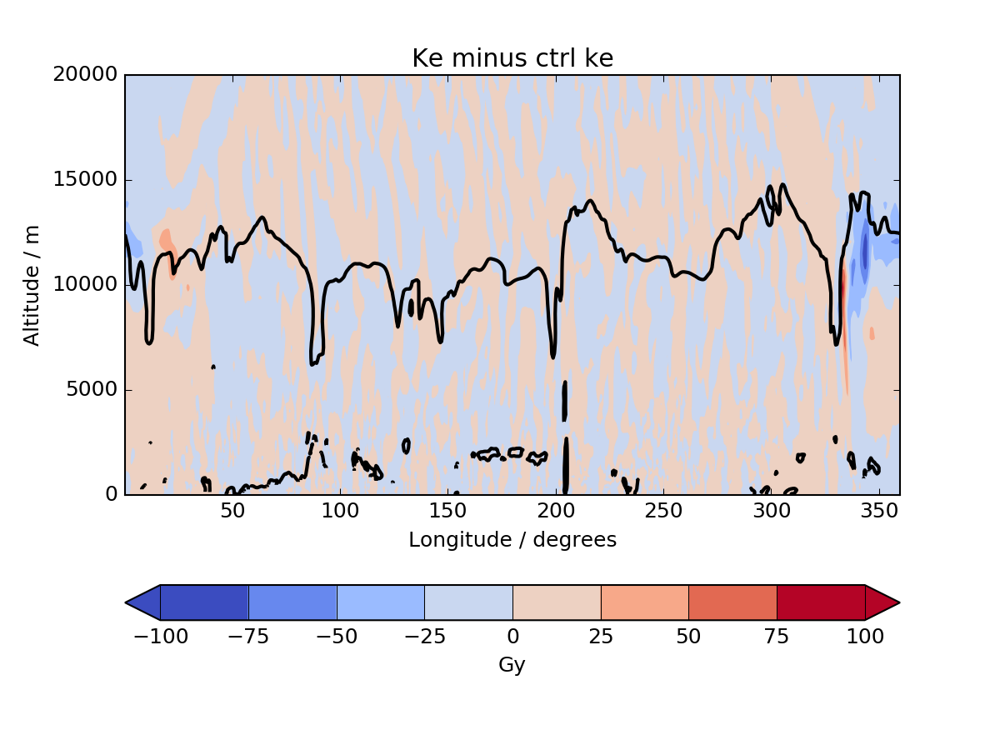 Ke minus ctrl ke
20000
15000
10000
5000
0
Altitude / m
50 100 150 200 250 300 350
Longitude / degrees
−100 −75 −50 −25 0 25 50 75 100
Gy